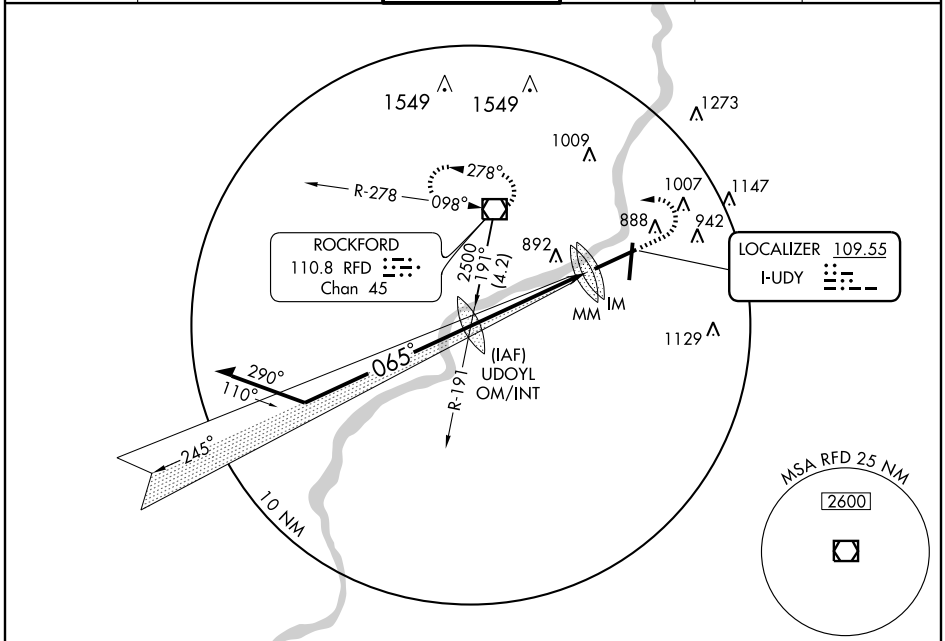 1549
1549
1273
1009
278°
R-278
098°
1007
1147
888
942
ROCKFORD
110.8 RFD
Chan 45
2500
191°
(4.2)
892
LOCALIZER 109.55
I-UDY
MM
IM
1129
(IAF)
UDOYL
OM/INT
065°
R-191
290°
110°
245°
10 NM
MSA RFD 25 NM
2600